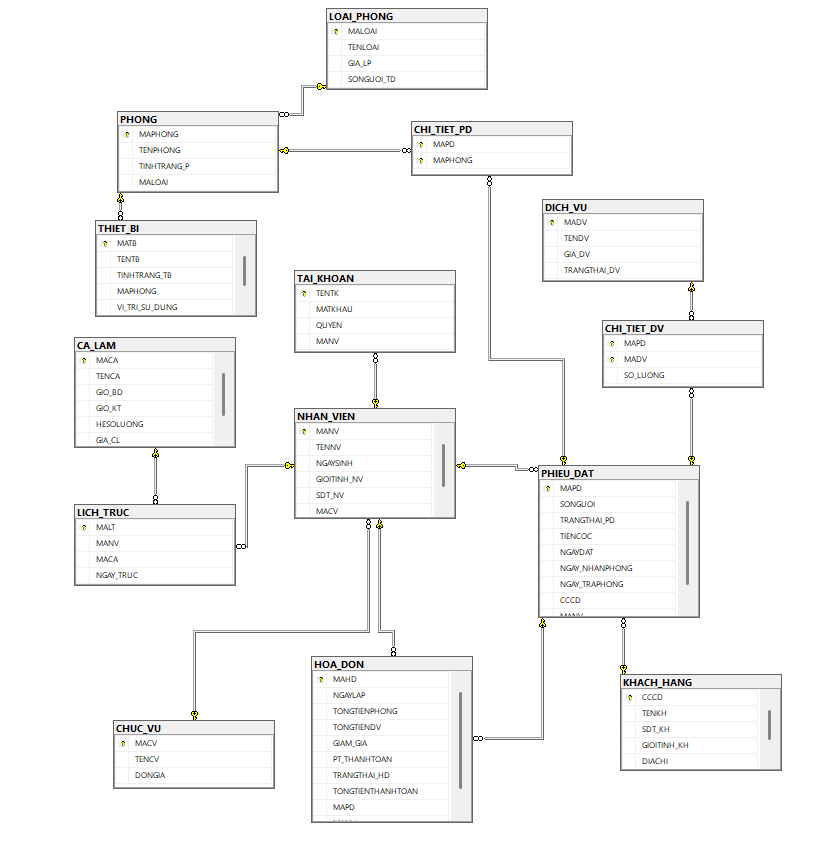 LOAI_PHONG
MALOAI
TENLOAI
GIA_LP
SONGUOI_TD
PHONG
MAPHONG
TENPHONG
TINHTRANG_P
MALOAI
CHI_TIET_PD
MAPD
MAPHONG
DICH_VU
MADV
TENDV
GIA_DV
TRANGTHAI_DV
THIET_BI
MATB
TENTB
TINHTRANG_TB
MAPHONG
VI_TRI_SU_DUNG
TAI_KHOAN
TENTK
MATKHAU
QUYEN
MANV
CHI_TIET_DV
MAPD
MADV
SO_LUONG
CA_LAM
MACA
TENCA
GIO_BD
GIO_KT
HESOLUONG
GIA_CL
NHAN_VIEN
MANV
TENNV
NGAYSINH
GIOITINH_NV
SDT_NV
MACV
PHIEU_DAT
MAPD
SONGUOI
TRANGTHAI_PD
TIENCOC
NGAYDAT
NGAY_NHANPHONG
NGAY_TRAPHONG
CCCD
MANV
LICH_TRUC
MALT
MANV
MACA
NGAY_TRUC
HOA_DON
MAHD
NGAYLAP
TONGTIENPHONG
TONGTIENDV
GIAM_GIA
PT_THANHTOAN
TRANGTHAI_HD
TONGTIENTHANHTOAN
MAPD
KHACH_HANG
CCCD
TENKH
SDT_KH
GIOITINH_KH
DIACHI
CHUC_VU
MACV
TENCV
DONGIA